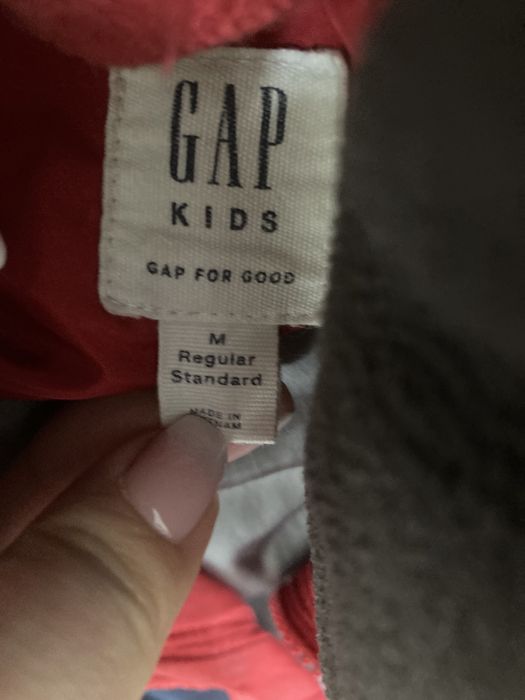 GAP
KIDS
GAP FOR GOOD
M
Regular
Standard
MADE IN